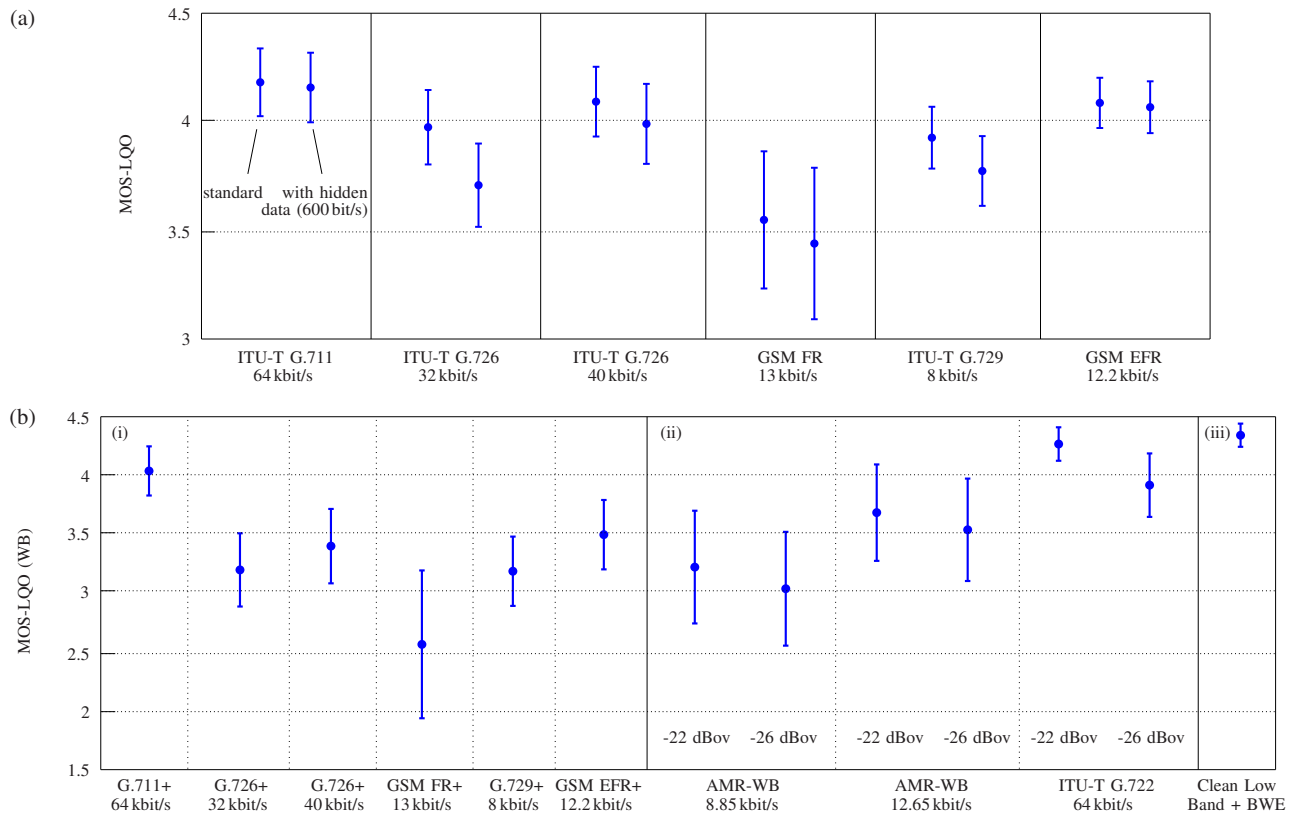 (a)
4.5
4
3.5
3
MOS-LQO
standard
with hidden
data (600 bit/s)
ITU-T G.711
64 kbit/s
ITU-T G.726
32 kbit/s
ITU-T G.726
40 kbit/s
GSM FR
13 kbit/s
ITU-T G.729
8 kbit/s
GSM EFR
12.2 kbit/s
(b)
4.5
4
3.5
3
2.5
2
1.5
MOS-LQO (WB)
(i)
(ii)
(iii)
-22 dBov
-26 dBov
-22 dBov
-26 dBov
-22 dBov
-26 dBov
G.711+
64 kbit/s
G.726+
32 kbit/s
G.726+
40 kbit/s
GSM FR+
13 kbit/s
G.729+
8 kbit/s
GSM EFR+
12.2 kbit/s
AMR-WB
8.85 kbit/s
AMR-WB
12.65 kbit/s
ITU-T G.722
64 kbit/s
Clean Low
Band + BWE